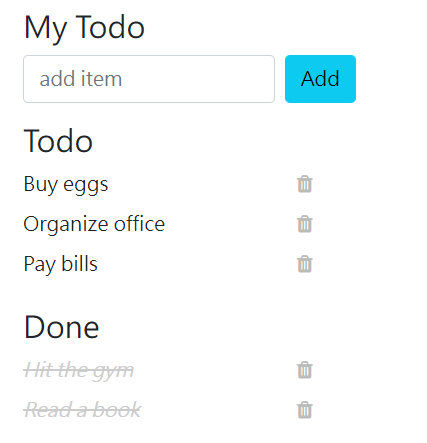 My Todo
add item
Add
Todo
Buy eggs
Organize office
Pay bills
Done
Hit the gym
Read a book